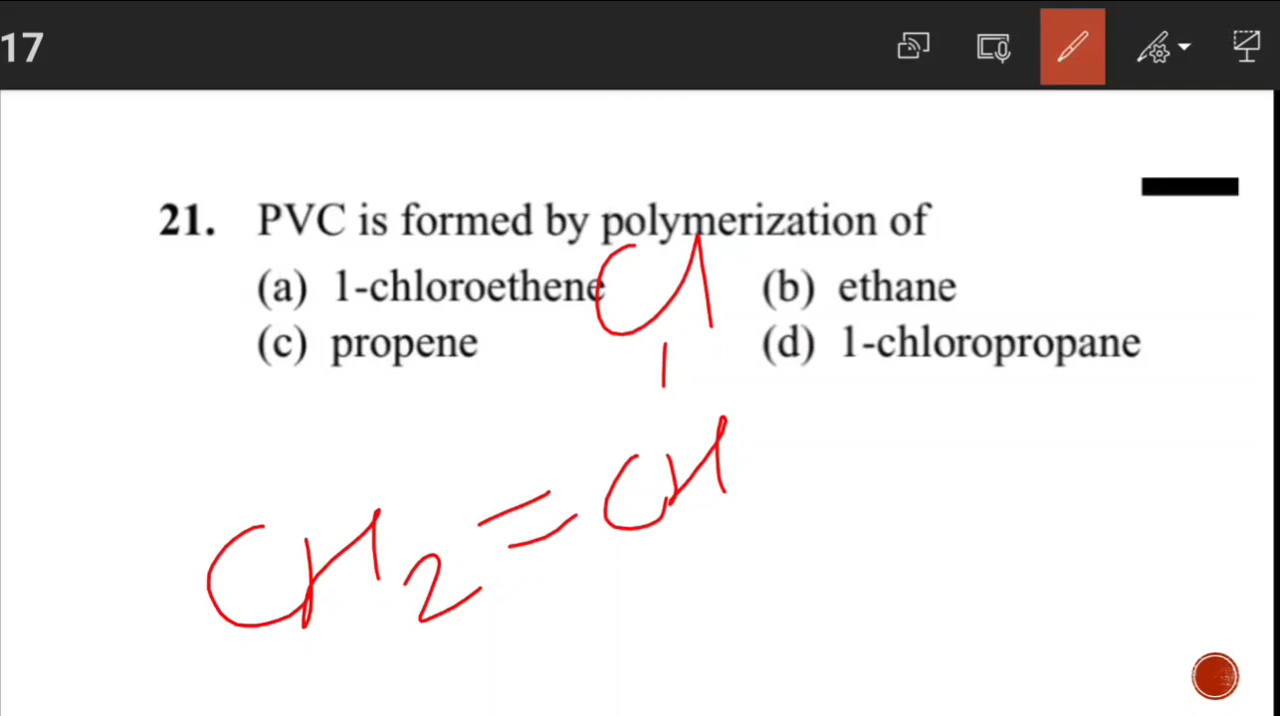 17
21. PVC is formed by polymerization of
(a) 1-chloroethene (b) ethane
(c) propene (d) 1-chloropropane
Cl
CH2=CH